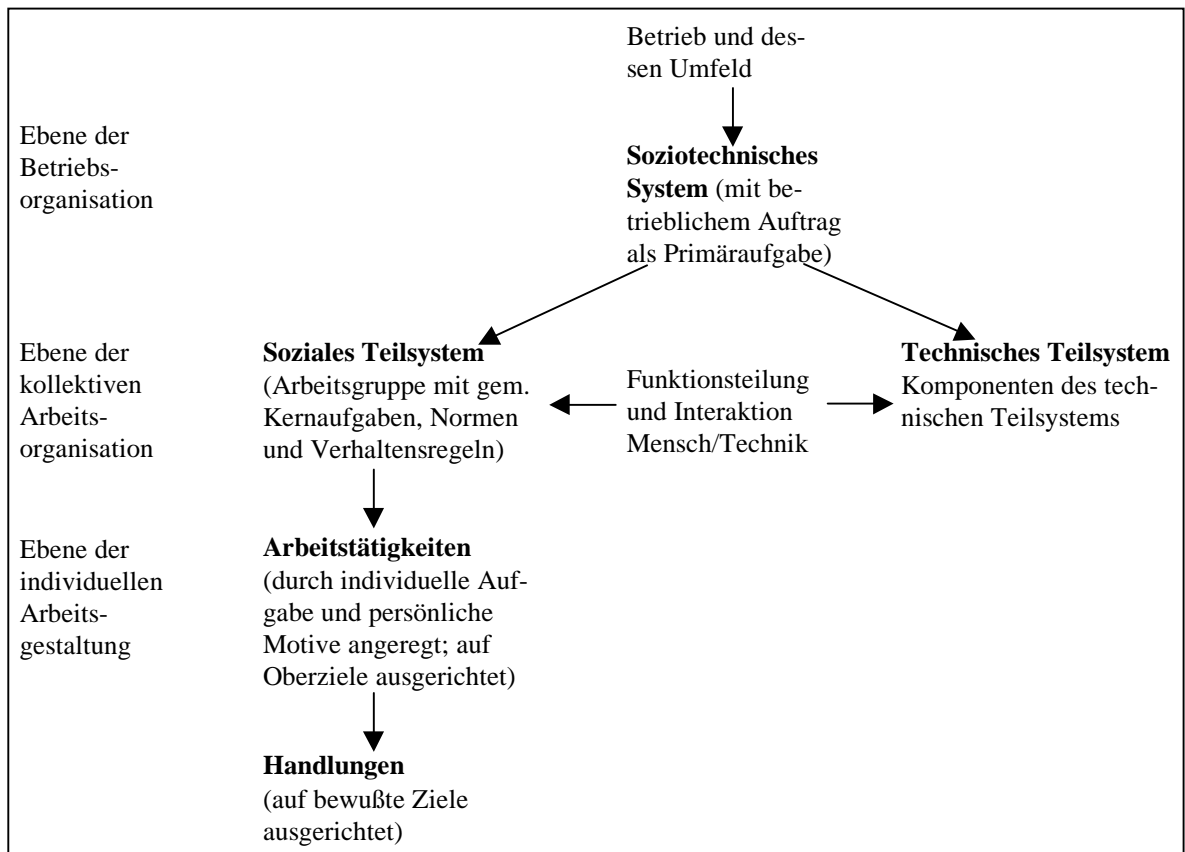 Betrieb und des-
sen Umfeld
Ebene der
Betriebs-
organisation
Soziotechnisches
System (mit be-
trieblichem Auftrag
als Primäraufgabe)
Ebene der
kollektiven
Arbeits-
organisation
Soziales Teilsystem
(Arbeitsgruppe mit gem.
Kernaufgaben, Normen
und Verhaltensregeln)
Funktionsteilung
und Interaktion
Mensch/Technik
Technisches Teilsystem
Komponenten des tech-
nischen Teilsystems
Ebene der
individuellen
Arbeits-
gestaltung
Arbeitstätigkeiten
(durch individuelle Auf-
gabe und persönliche
Motive angeregt; auf
Oberziele ausgerichtet)
Handlungen
(auf bewußte Ziele
ausgerichtet)